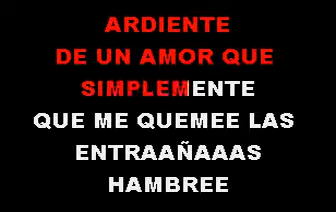 ARDIENTE
DE UN AMOR QUE
SIMPLEMENTE
QUE ME QUEMEE LAS
ENTRAAÑAAAS
HAMBREE